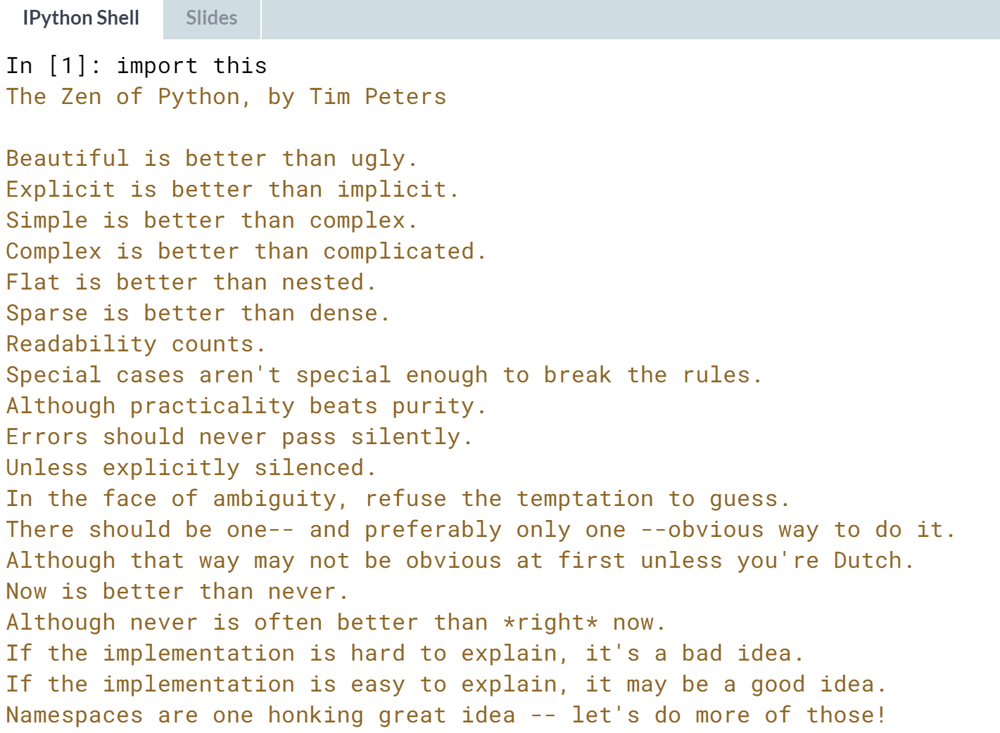 IPython Shell
Slides
In [1]: import this
The Zen of Python, by Tim Peters
Beautiful is better than ugly.
Explicit is better than implicit.
Simple is better than complex.
Complex is better than complicated.
Flat is better than nested.
Sparse is better than dense.
Readability counts.
Special cases aren't special enough to break the rules.
Although practicality beats purity.
Errors should never pass silently.
Unless explicitly silenced.
In the face of ambiguity, refuse the temptation to guess.
There should be one-- and preferably only one --obvious way to do it.
Although that way may not be obvious at first unless you're Dutch.
Now is better than never.
Although never is often better than *right* now.
If the implementation is hard to explain, it's a bad idea.
If the implementation is easy to explain, it may be a good idea.
Namespaces are one honking great idea -- let's do more of those!